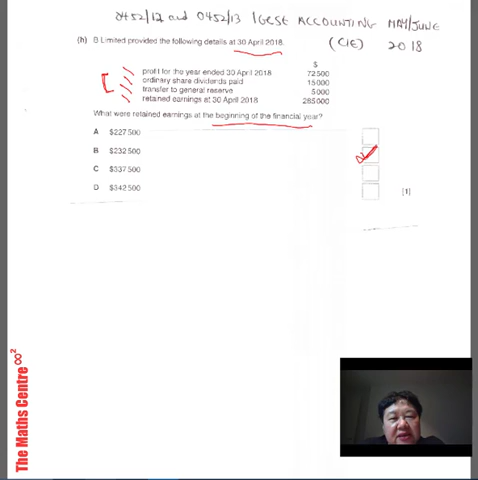 0452/12 and 0452/13 IGCSE ACCOUNTING MAY/JUNE
(CIE) 2018
(h) B Limited provided the following details at 30 April 2018.
$
profit for the year ended 30 April 2018 72 500
ordinary share dividends paid 15 000
transfer to general reserve 5 000
retained earnings at 30 April 2018 285 000
What were retained earnings at the beginning of the financial year?
A $227 500
B $232 500
C $337 500
D $342 500
[1]
The Maths Centre ∞²